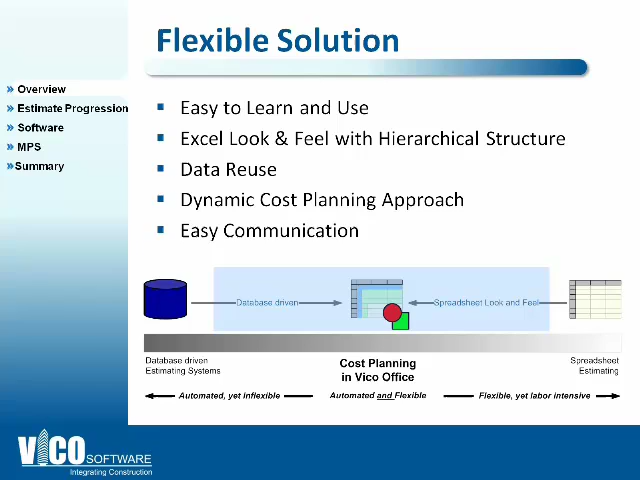 Flexible Solution
» Overview
» Estimate Progression
» Software
» MPS
» Summary
Easy to Learn and Use
Excel Look & Feel with Hierarchical Structure
Data Reuse
Dynamic Cost Planning Approach
Easy Communication
Database driven
Spreadsheet Look and Feel
Database driven
Estimating Systems
Cost Planning
in Vico Office
Spreadsheet
Estimating
Automated, yet inflexible
Automated and Flexible
Flexible, yet labor intensive
VICO SOFTWARE
Integrating Construction